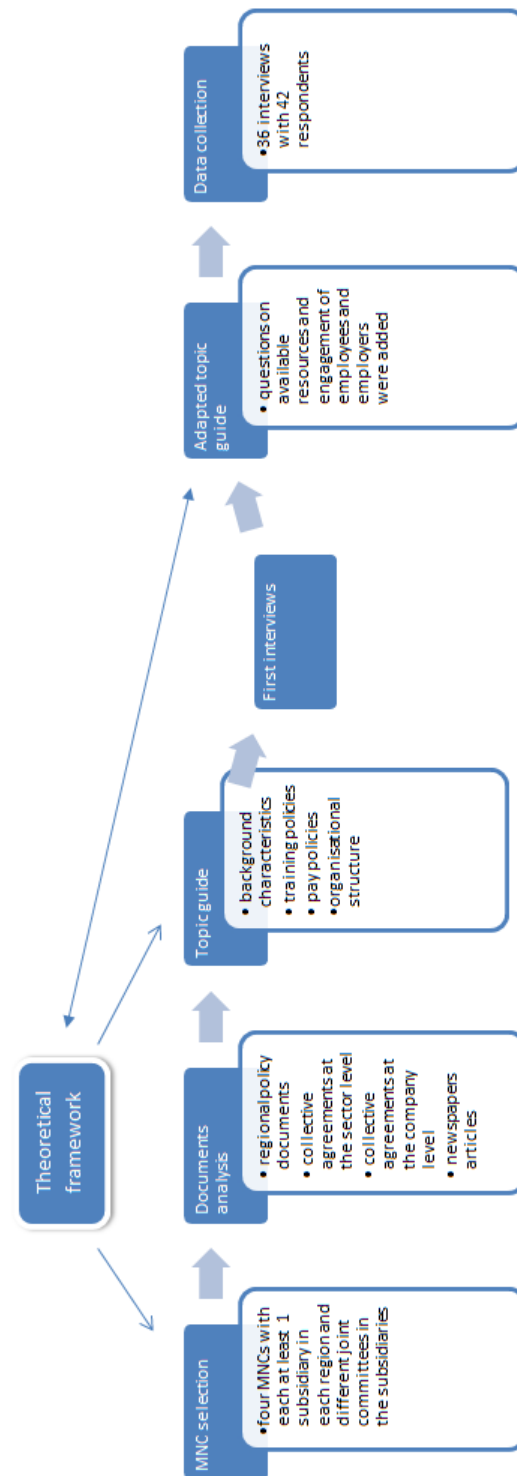 Theoretical
framework
MNC selection
•four MNCs with
each at least 1
subsidiary in
each region and
different joint
committees in
the subsidiaries
Documents
analysis
• regional policy
documents
• collective
agreements at
the sector level
• collective
agreements at
the company
level
• newspapers
articles
Topic guide
• background
characteristics
• training policies
• pay policies
•organisational
structure
First interviews
Adapted topic
guide
• questions on
available
resources and
engagement of
employees and
employers
were added
Data collection
•36 interviews
with 42
respondents